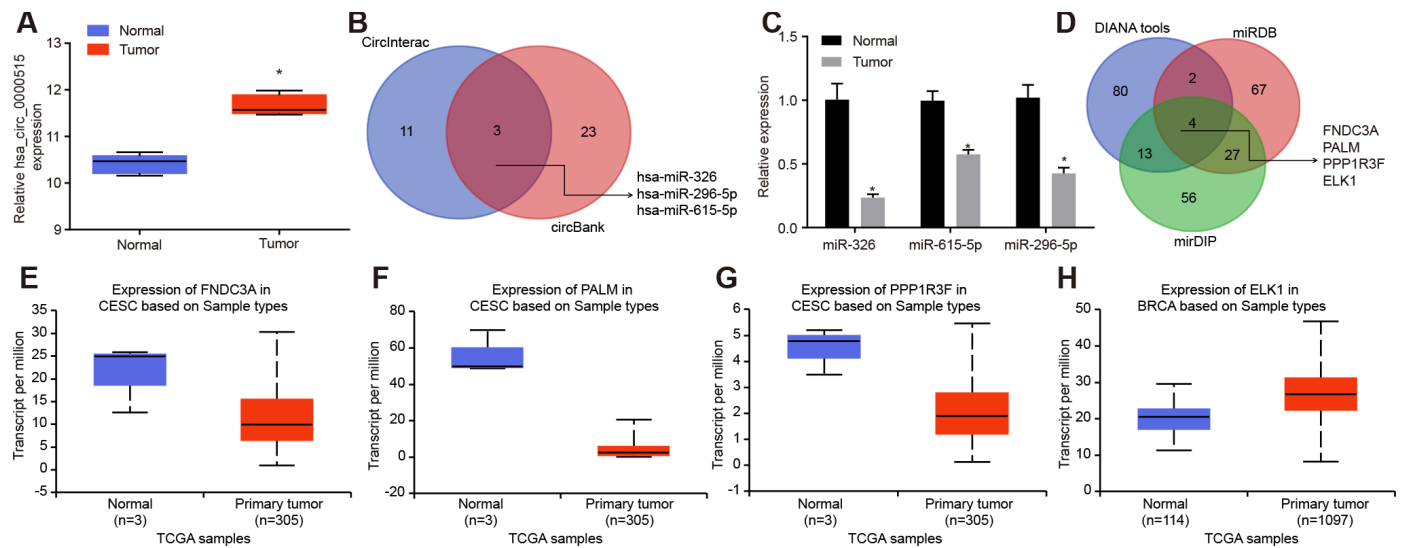 A
Normal
Tumor
Relative hsa_circ_0000515
expression
13
12
11
10
9
*
Normal
Tumor
B
CircInterac
11
3
23
hsa-miR-326
hsa-miR-296-5p
hsa-miR-615-5p
circBank
C
Normal
Tumor
Relative expression
1.5
1.0
0.5
0.0
*
*
*
miR-326
miR-615-5p
miR-296-5p
D
DIANA tools
miRDB
80
2
67
4
13
27
56
FNDC3A
PALM
PPP1R3F
ELK1
mirDIP
E
Expression of FNDC3A in
CESC based on Sample types
Transcript per million
35
30
25
20
15
10
5
0
-5
Normal
(n=3)
Primary tumor
(n=305)
TCGA samples
F
Expression of PALM in
CESC based on Sample types
Transcript per million
80
60
40
20
0
-20
Normal
(n=3)
Primary tumor
(n=305)
TCGA samples
G
Expression of PPP1R3F in
CESC based on Sample types
Transcript per million
6
5
4
3
2
1
0
-1
Normal
(n=3)
Primary tumor
(n=305)
TCGA samples
H
Expression of ELK1 in
BRCA based on Sample types
Transcript per million
50
40
30
20
10
0
Normal
(n=114)
Primary tumor
(n=1097)
TCGA samples